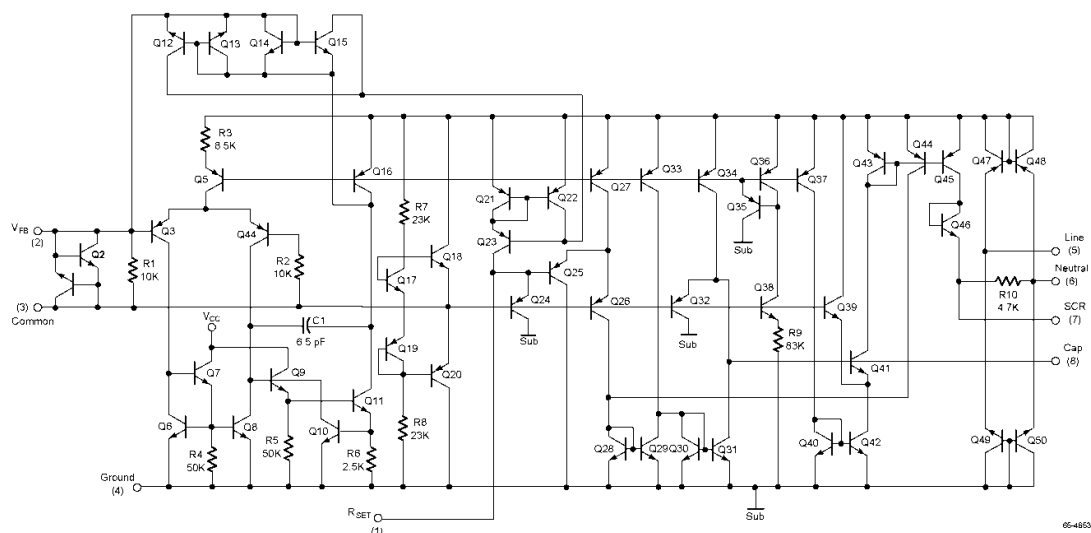 Q12
Q13
Q14
Q15
R3
8.5K
Q5
Q16
R7
23K
Q21
Q22
Q27
Q33
Q34
Q36
Q35
Q37
Q43
Q44
Q45
Q47
Q48
Q46
VFB
(2)
Q2
Q3
Q44
R1
10K
R2
10K
Q23
Sub
Q18
Q17
Q25
Line
(5)
Neutral
(6)
(3)
Common
Q24
Sub
Q26
Q32
Sub
Q38
R9
83K
Q39
R10
4.7K
SCR
(7)
VCC
C1
6.5 pF
Q19
Q20
Q41
Cap
(8)
Q7
Q9
Q11
Q6
Q8
Q10
R4
50K
R5
50K
R6
2.5K
R8
23K
Q28
Q29
Q30
Q31
Q40
Q42
Q49
Q50
Ground
(4)
RSET
(1)
Sub
65-4653